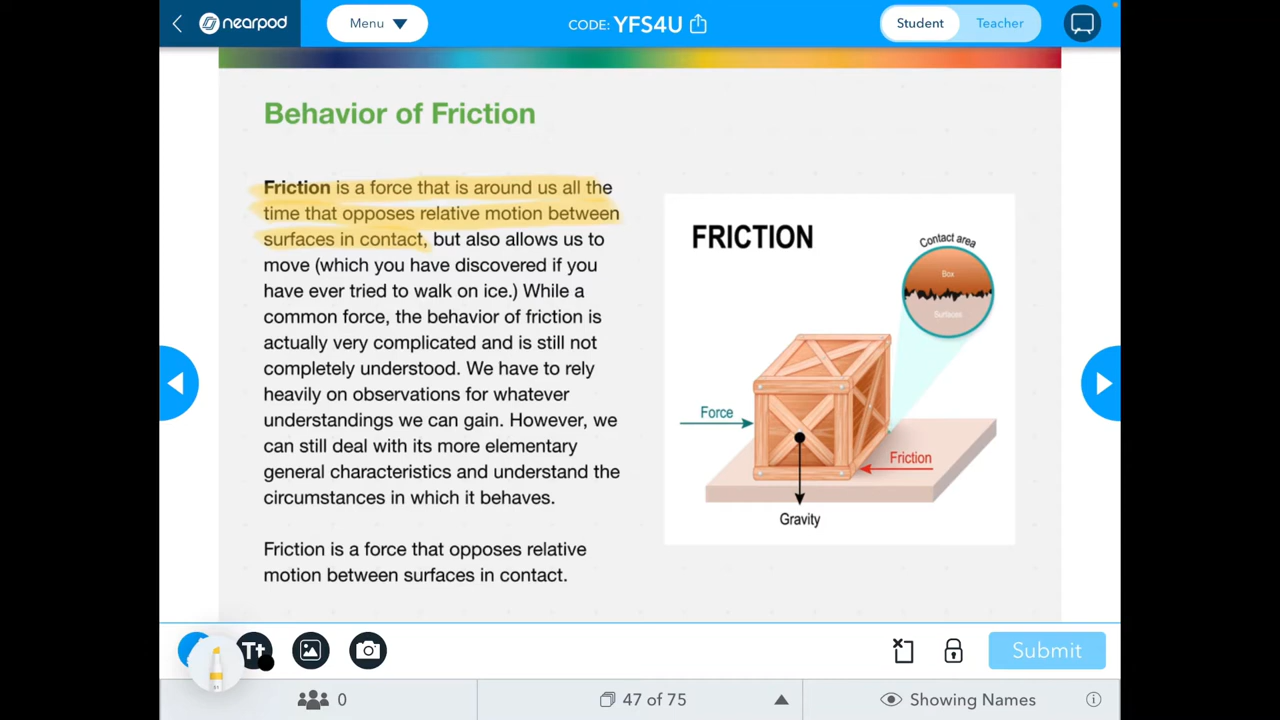 nearpod
Menu
CODE: YFS4U
Student
Teacher
Behavior of Friction
Friction is a force that is around us all the
time that opposes relative motion between
surfaces in contact, but also allows us to
move (which you have discovered if you
have ever tried to walk on ice.) While a
common force, the behavior of friction is
actually very complicated and is still not
completely understood. We have to rely
heavily on observations for whatever
understandings we can gain. However, we
can still deal with its more elementary
general characteristics and understand the
circumstances in which it behaves.
Friction is a force that opposes relative
motion between surfaces in contact.
FRICTION
Contact area
Box
Surfaces
Force
Friction
Gravity
Tt
Submit
0
47 of 75
Showing Names